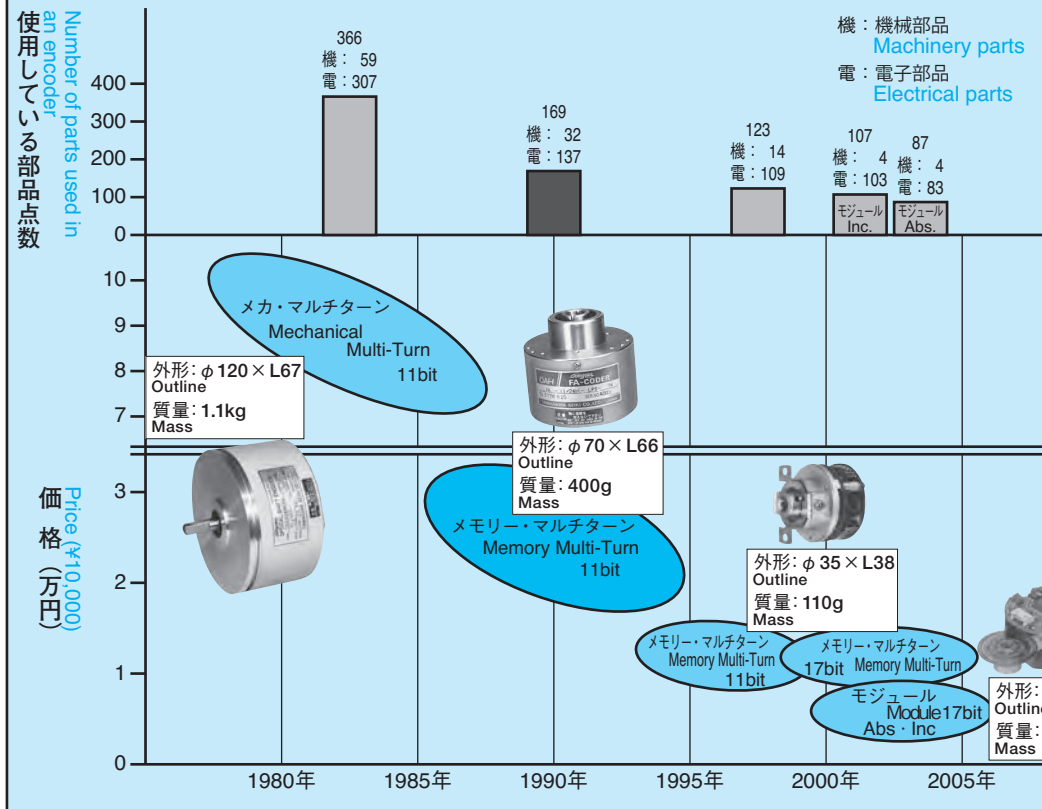 使用している部品点数
Number of parts used in
an encoder
機：機械部品
Machinery parts
電：電子部品
Electrical parts
400
300
200
100
0
366
機： 59
電：307
169
機： 32
電：137
123
機： 14
電：109
107
機： 4
電：103
87
機： 4
電： 83
モジュール
Inc.
モジュール
Abs.
10
9
8
7
メカ・マルチターン
Mechanical
Multi-Turn
11bit
外形：φ120×L67
Outline
質量：1.1kg
Mass
FA-CODER
外形：φ70×L66
Outline
質量：400g
Mass
価 格（万円）
Price (¥10,000)
3
2
1
0
メモリー・マルチターン
Memory Multi-Turn
11bit
外形：φ35×L38
Outline
質量：110g
Mass
メモリー・マルチターン
Memory Multi-Turn
11bit
メモリー・マルチターン
17bit Memory Multi-Turn
モジュール
Module17bit
Abs・Inc
外形：
Outline
質量：
Mass
1980年
1985年
1990年
1995年
2000年
2005年